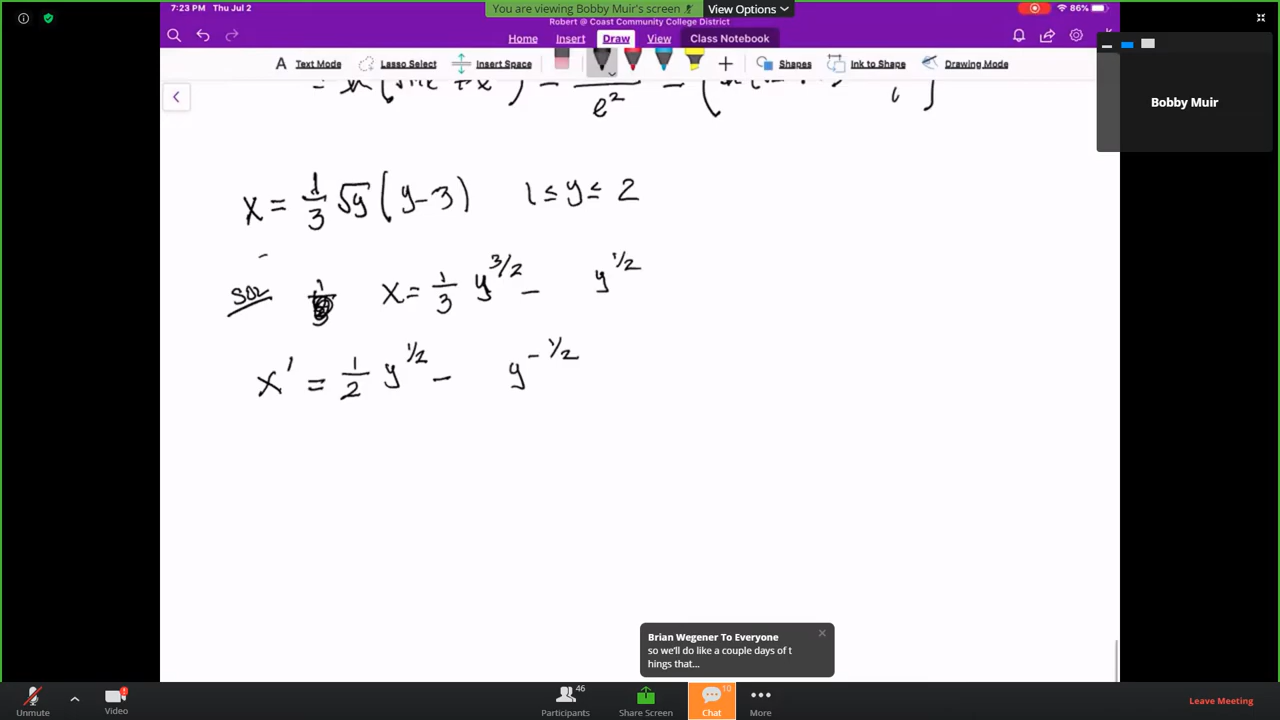 You are viewing Bobby Muir's screen View Options
7:23 PM Thu Jul 2 86%
Robert @ Coast Community College District
Home Insert Draw View Class Notebook
Text Mode Lasso Select Insert Space Shapes Ink to Shape Drawing Mode
Bobby Muir
e²
x = 1/3 √y (y-3) 1 ≤ y ≤ 2
SOL 1/3 x = 1/3 y^3/2 - y^1/2
x' = 1/2 y^1/2 - y^-1/2
Brian Wegener To Everyone
so we'll do like a couple days of t
hings that...
46 10
Unmute Video Participants Share Screen Chat More Leave Meeting